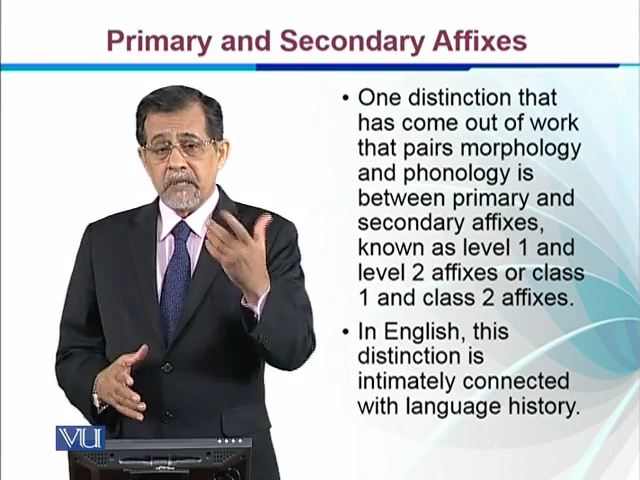 Primary and Secondary Affixes
• One distinction that
has come out of work
that pairs morphology
and phonology is
between primary and
secondary affixes,
known as level 1 and
level 2 affixes or class
1 and class 2 affixes.
• In English, this
distinction is
intimately connected
with language history.
VU